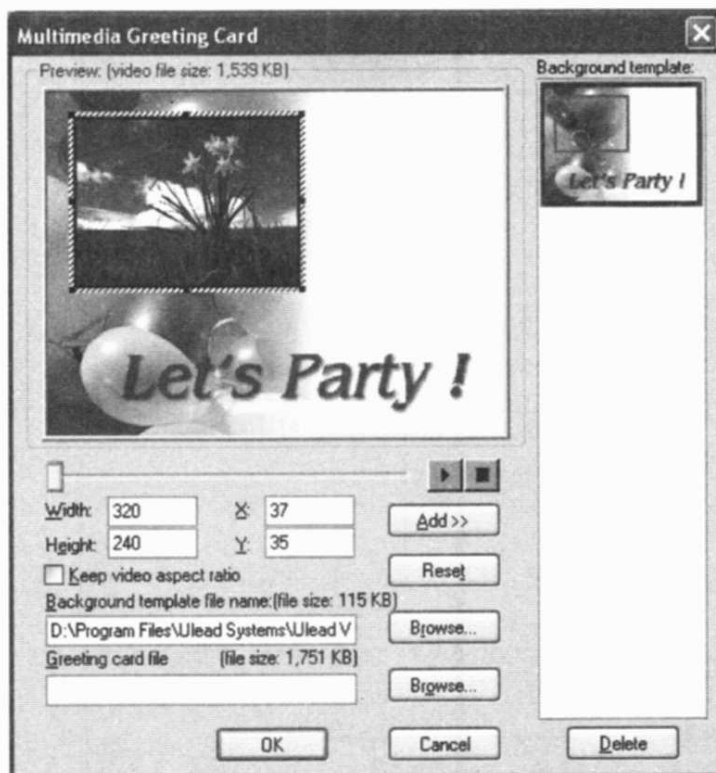 Multimedia Greeting Card
Preview: (video file size: 1,539 KB)
Background template:
Let's Party !
Let's Party !
Width: 320 X: 37
Add >>
Height: 240 Y: 35
Keep video aspect ratio
Reset
Background template file name:(file size: 115 KB)
D:\Program Files\Ulead Systems\Ulead V
Browse...
Greeting card file (file size: 1,751 KB)
Browse...
OK Cancel Delete